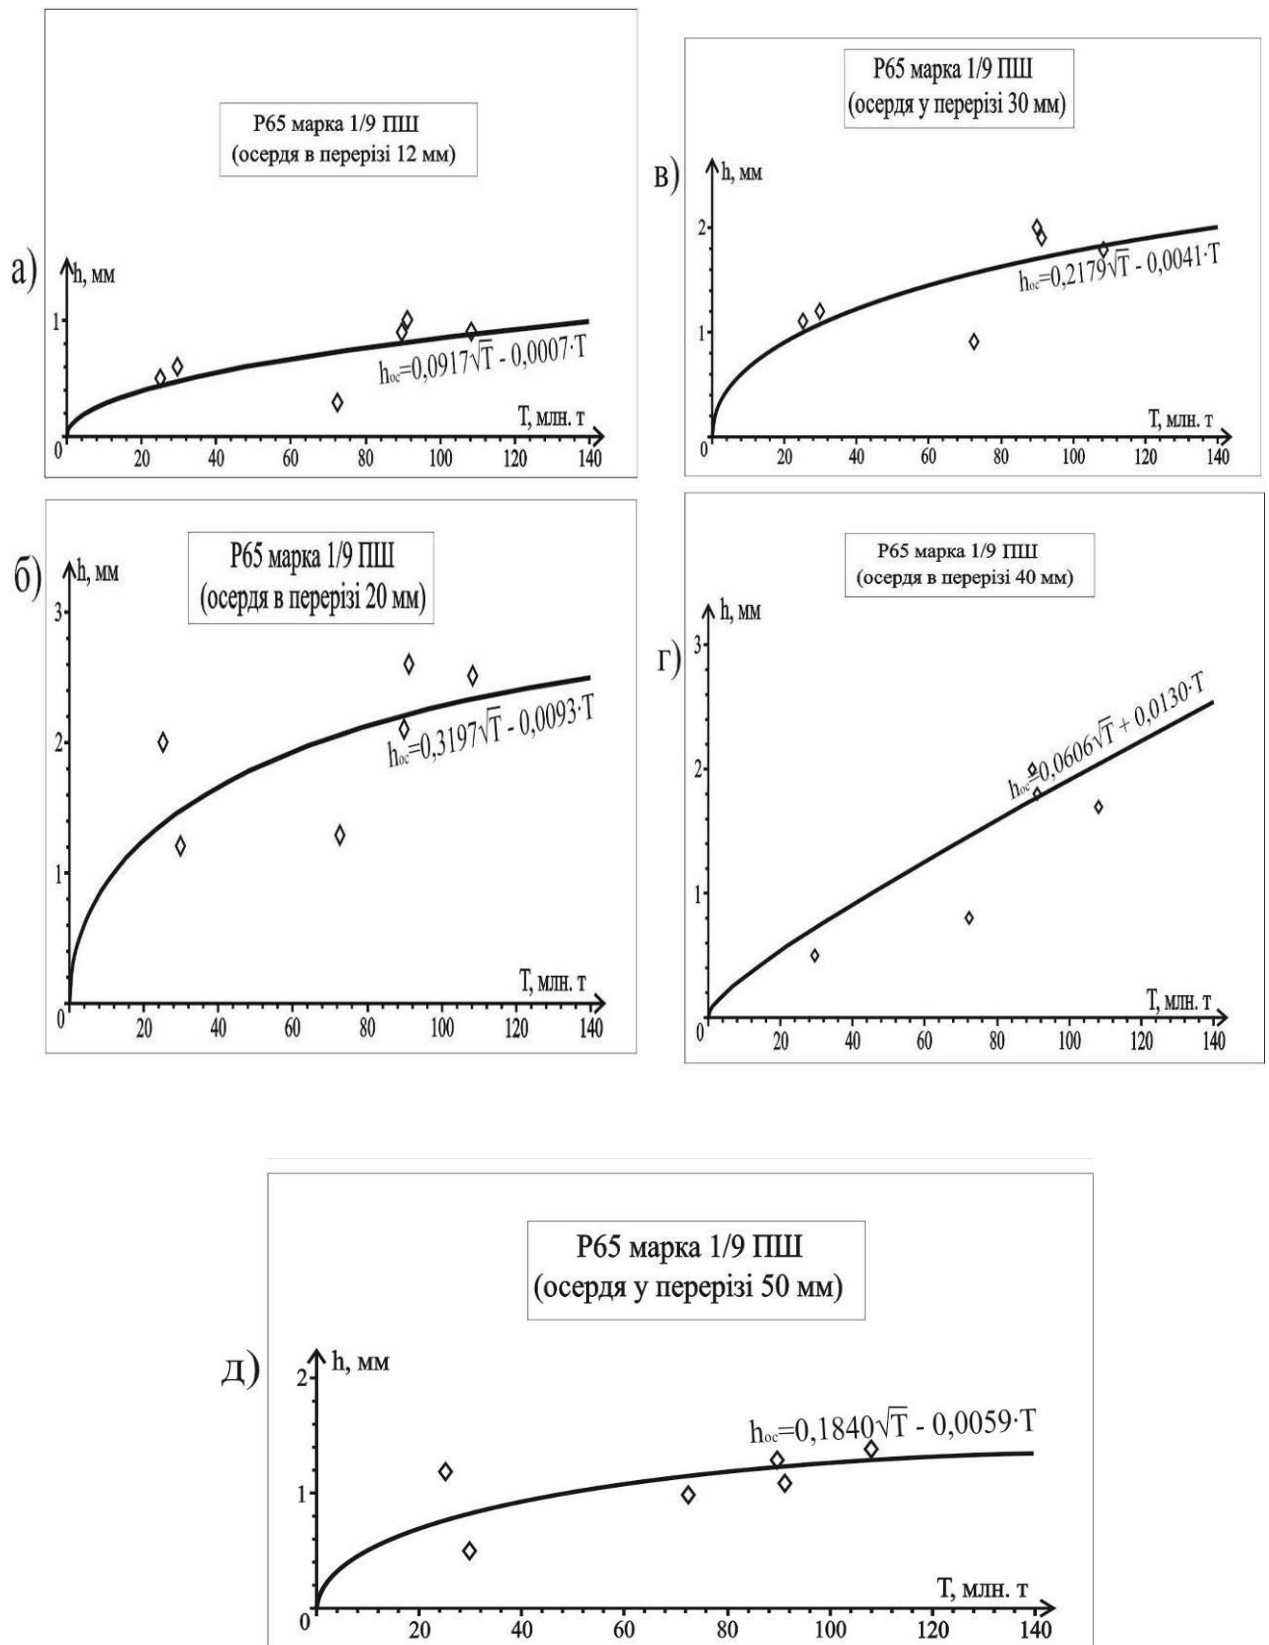 а)
Р65 марка 1/9 ПШ
(осердя в перерізі 12 мм)
h, мм
1
hос=0,0917√T - 0,0007·T
T, млн. т
0 20 40 60 80 100 120 140
б)
Р65 марка 1/9 ПШ
(осердя в перерізі 20 мм)
h, мм
3
2
1
hос=0,3197√T - 0,0093·T
T, млн. т
0 20 40 60 80 100 120 140
в)
Р65 марка 1/9 ПШ
(осердя у перерізі 30 мм)
h, мм
2
1
hос=0,2179√T - 0,0041·T
T, млн. т
0 20 40 60 80 100 120 140
г)
Р65 марка 1/9 ПШ
(осердя в перерізі 40 мм)
h, мм
3
2
1
hос=0,0606√T + 0,0130·T
T, млн. т
0 20 40 60 80 100 120 140
д)
Р65 марка 1/9 ПШ
(осердя у перерізі 50 мм)
h, мм
2
1
hос=0,1840√T - 0,0059·T
T, млн. т
0 20 40 60 80 100 120 140